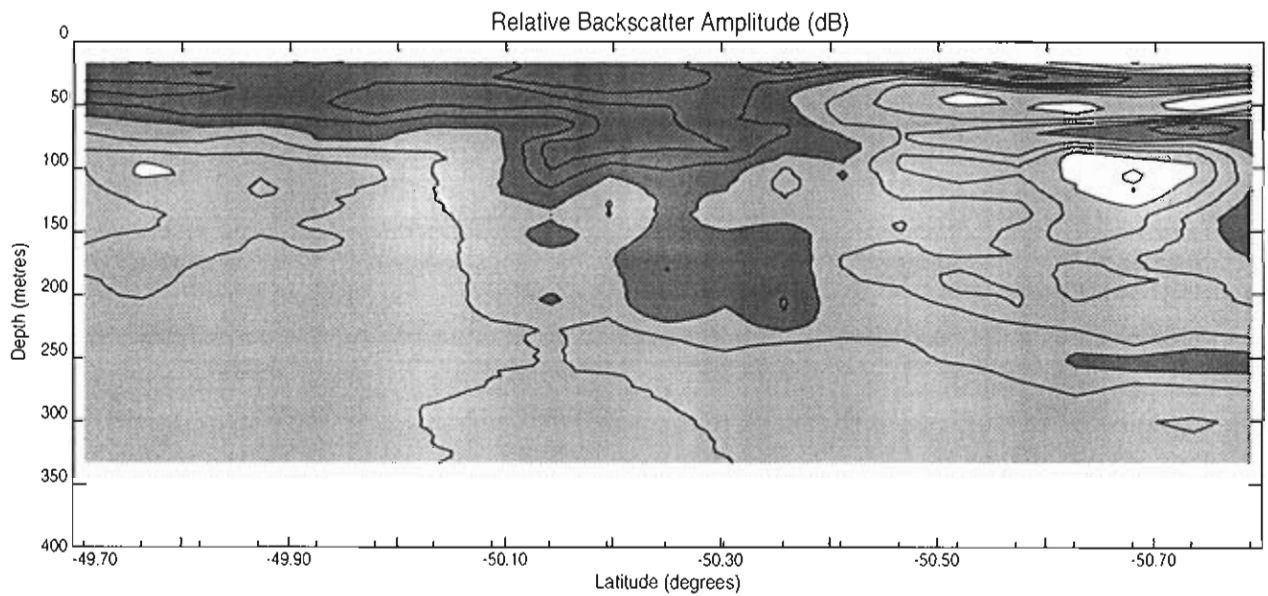 Relative Backscatter Amplitude (dB)
0
50
100
150
200
250
300
350
400
Depth (metres)
-49.70 -49.90 -50.10 -50.30 -50.50 -50.70
Latitude (degrees)